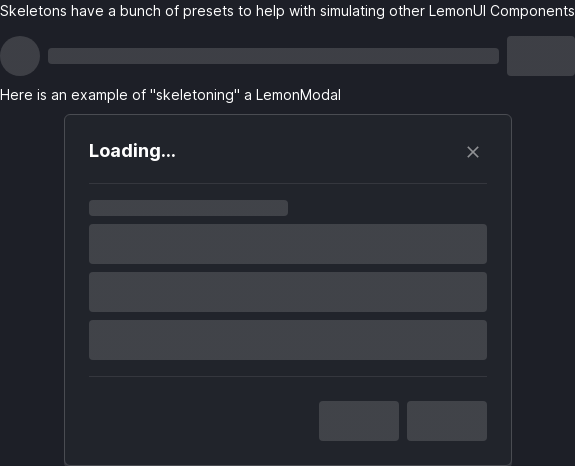 Skeletons have a bunch of presets to help with simulating other LemonUI Components
Here is an example of "skeletoning" a LemonModal
Loading...